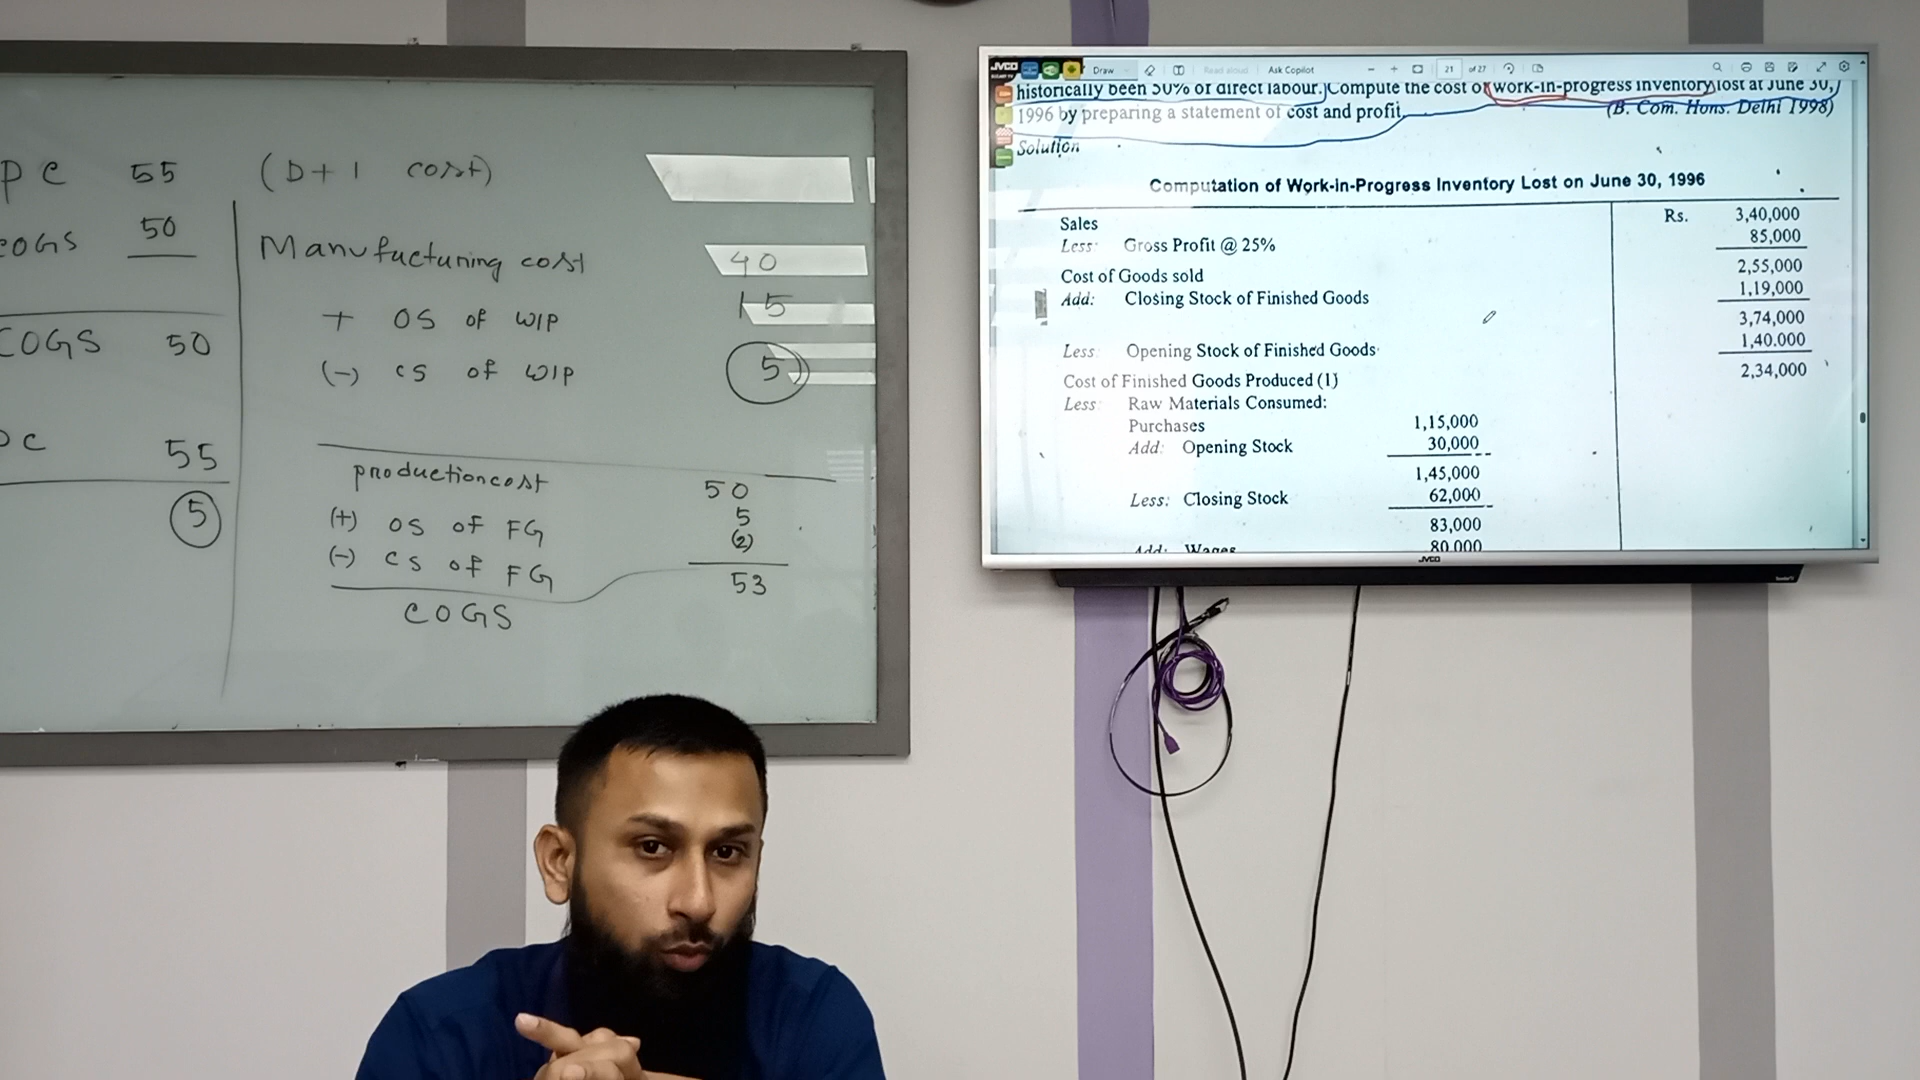 PC 55
COGS 50
COGS 50
55
5
(D+1 cost)
Manufacturing cost 40
+ OS of WIP 15
(-) CS of WIP 5
production cost 50
(+) OS of FG 5
(-) CS of FG (2)
53
COGS
JVCO
Draw
Read aloud
Ask Copilot
21 of 27
historically been 50% of direct labour. Compute the cost of work-in-progress inventory lost at June 30,
1996 by preparing a statement of cost and profit.
(B. Com. Hons. Delhi 1998)
Solution
Computation of Work-in-Progress Inventory Lost on June 30, 1996
Sales Rs. 3,40,000
Less: Gross Profit @ 25% 85,000
Cost of Goods sold 2,55,000
Add: Closing Stock of Finished Goods 1,19,000
3,74,000
Less: Opening Stock of Finished Goods 1,40.000
Cost of Finished Goods Produced (1) 2,34,000
Less: Raw Materials Consumed:
Purchases 1,15,000
Add: Opening Stock 30,000
1,45,000
Less: Closing Stock 62,000
83,000
Add: Wages 80,000
JVCO